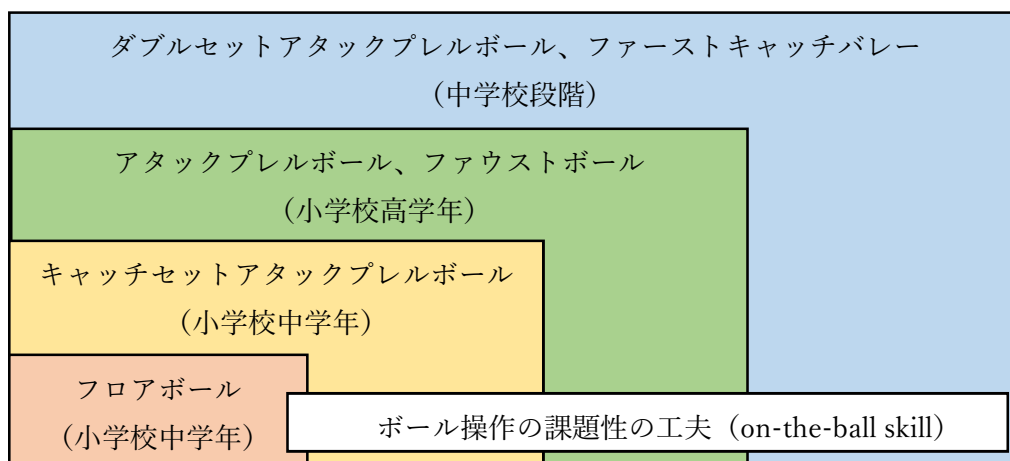 ダブルセットアタックプレルボール、ファーストキャッチバレー
（中学校段階）
アタックプレルボール、ファウストボール
（小学校高学年）
キャッチセットアタックプレルボール
（小学校中学年）
フロアボール
（小学校中学年）
ボール操作の課題性の工夫（on-the-ball skill）